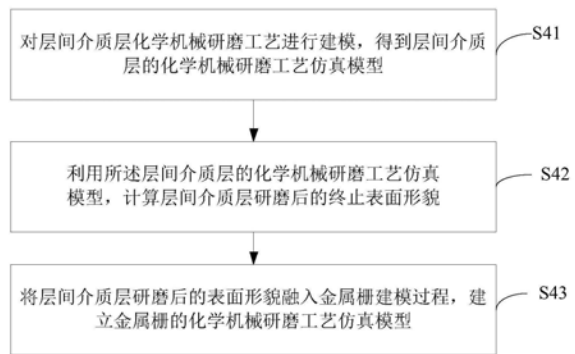 对层间介质层化学机械研磨工艺进行建模，得到层间介质
层的化学机械研磨工艺仿真模型
S41
利用所述层间介质层的化学机械研磨工艺仿真
模型，计算层间介质层研磨后的终止表面形貌
S42
将层间介质层研磨后的表面形貌融入金属栅建模过程，建
立金属栅的化学机械研磨工艺仿真模型
S43